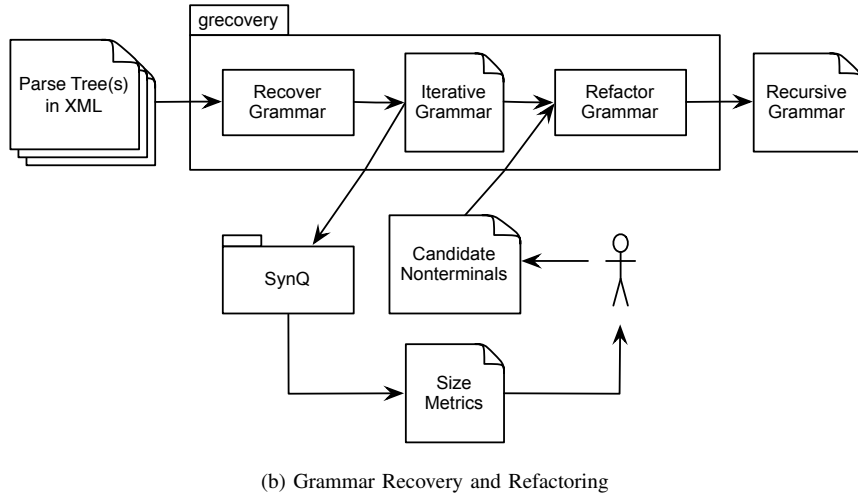 grecovery
Parse Tree(s)
in XML
Recover
Grammar
Iterative
Grammar
Refactor
Grammar
Recursive
Grammar
SynQ
Candidate
Nonterminals
Size
Metrics
(b) Grammar Recovery and Refactoring